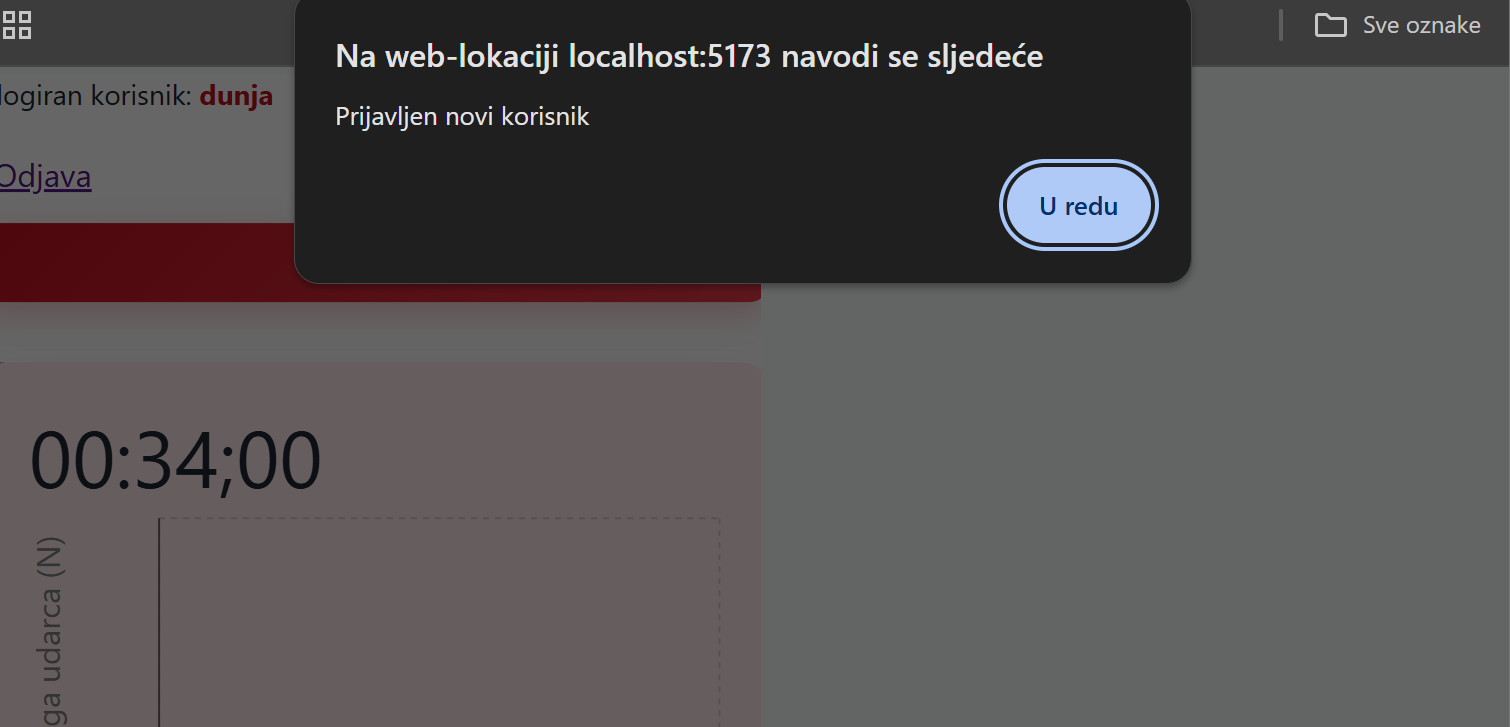 Sve oznake
Na web-lokaciji localhost:5173 navodi se sljedeće
Prijavljen novi korisnik
U redu
logiran korisnik: dunja
Odjava
00:34;00
ga udarca (N)